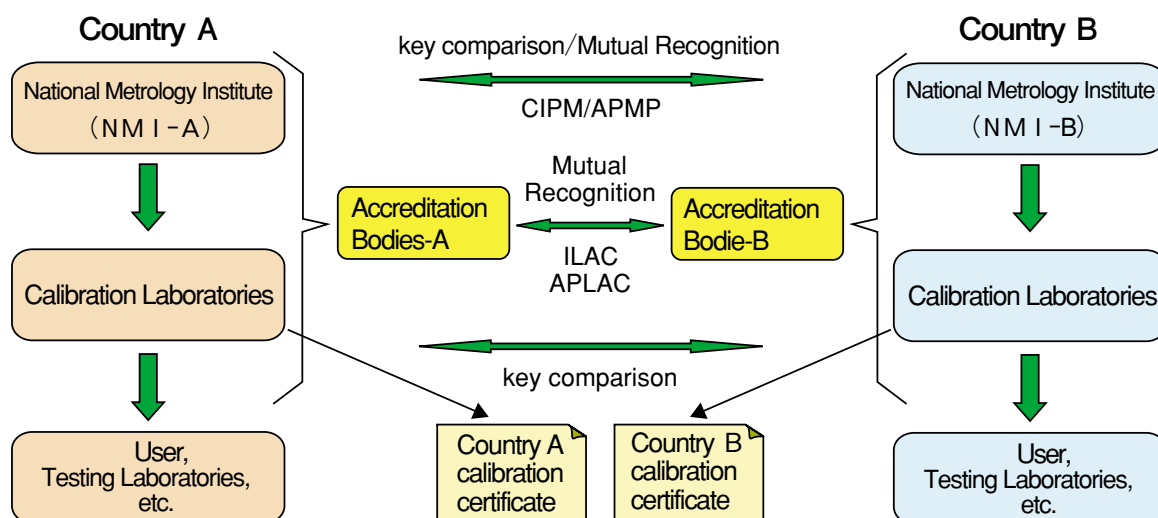 Country A
National Metrology Institute
（NMI-A）
Calibration Laboratories
User,
Testing Laboratories,
etc.
key comparison/Mutual Recognition
CIPM/APMP
Accreditation
Bodies-A
Mutual
Recognition
ILAC
APLAC
Accreditation
Bodie-B
key comparison
Country A
calibration
certificate
Country B
calibration
certificate
Country B
National Metrology Institute
（NMI-B）
Calibration Laboratories
User,
Testing Laboratories,
etc.